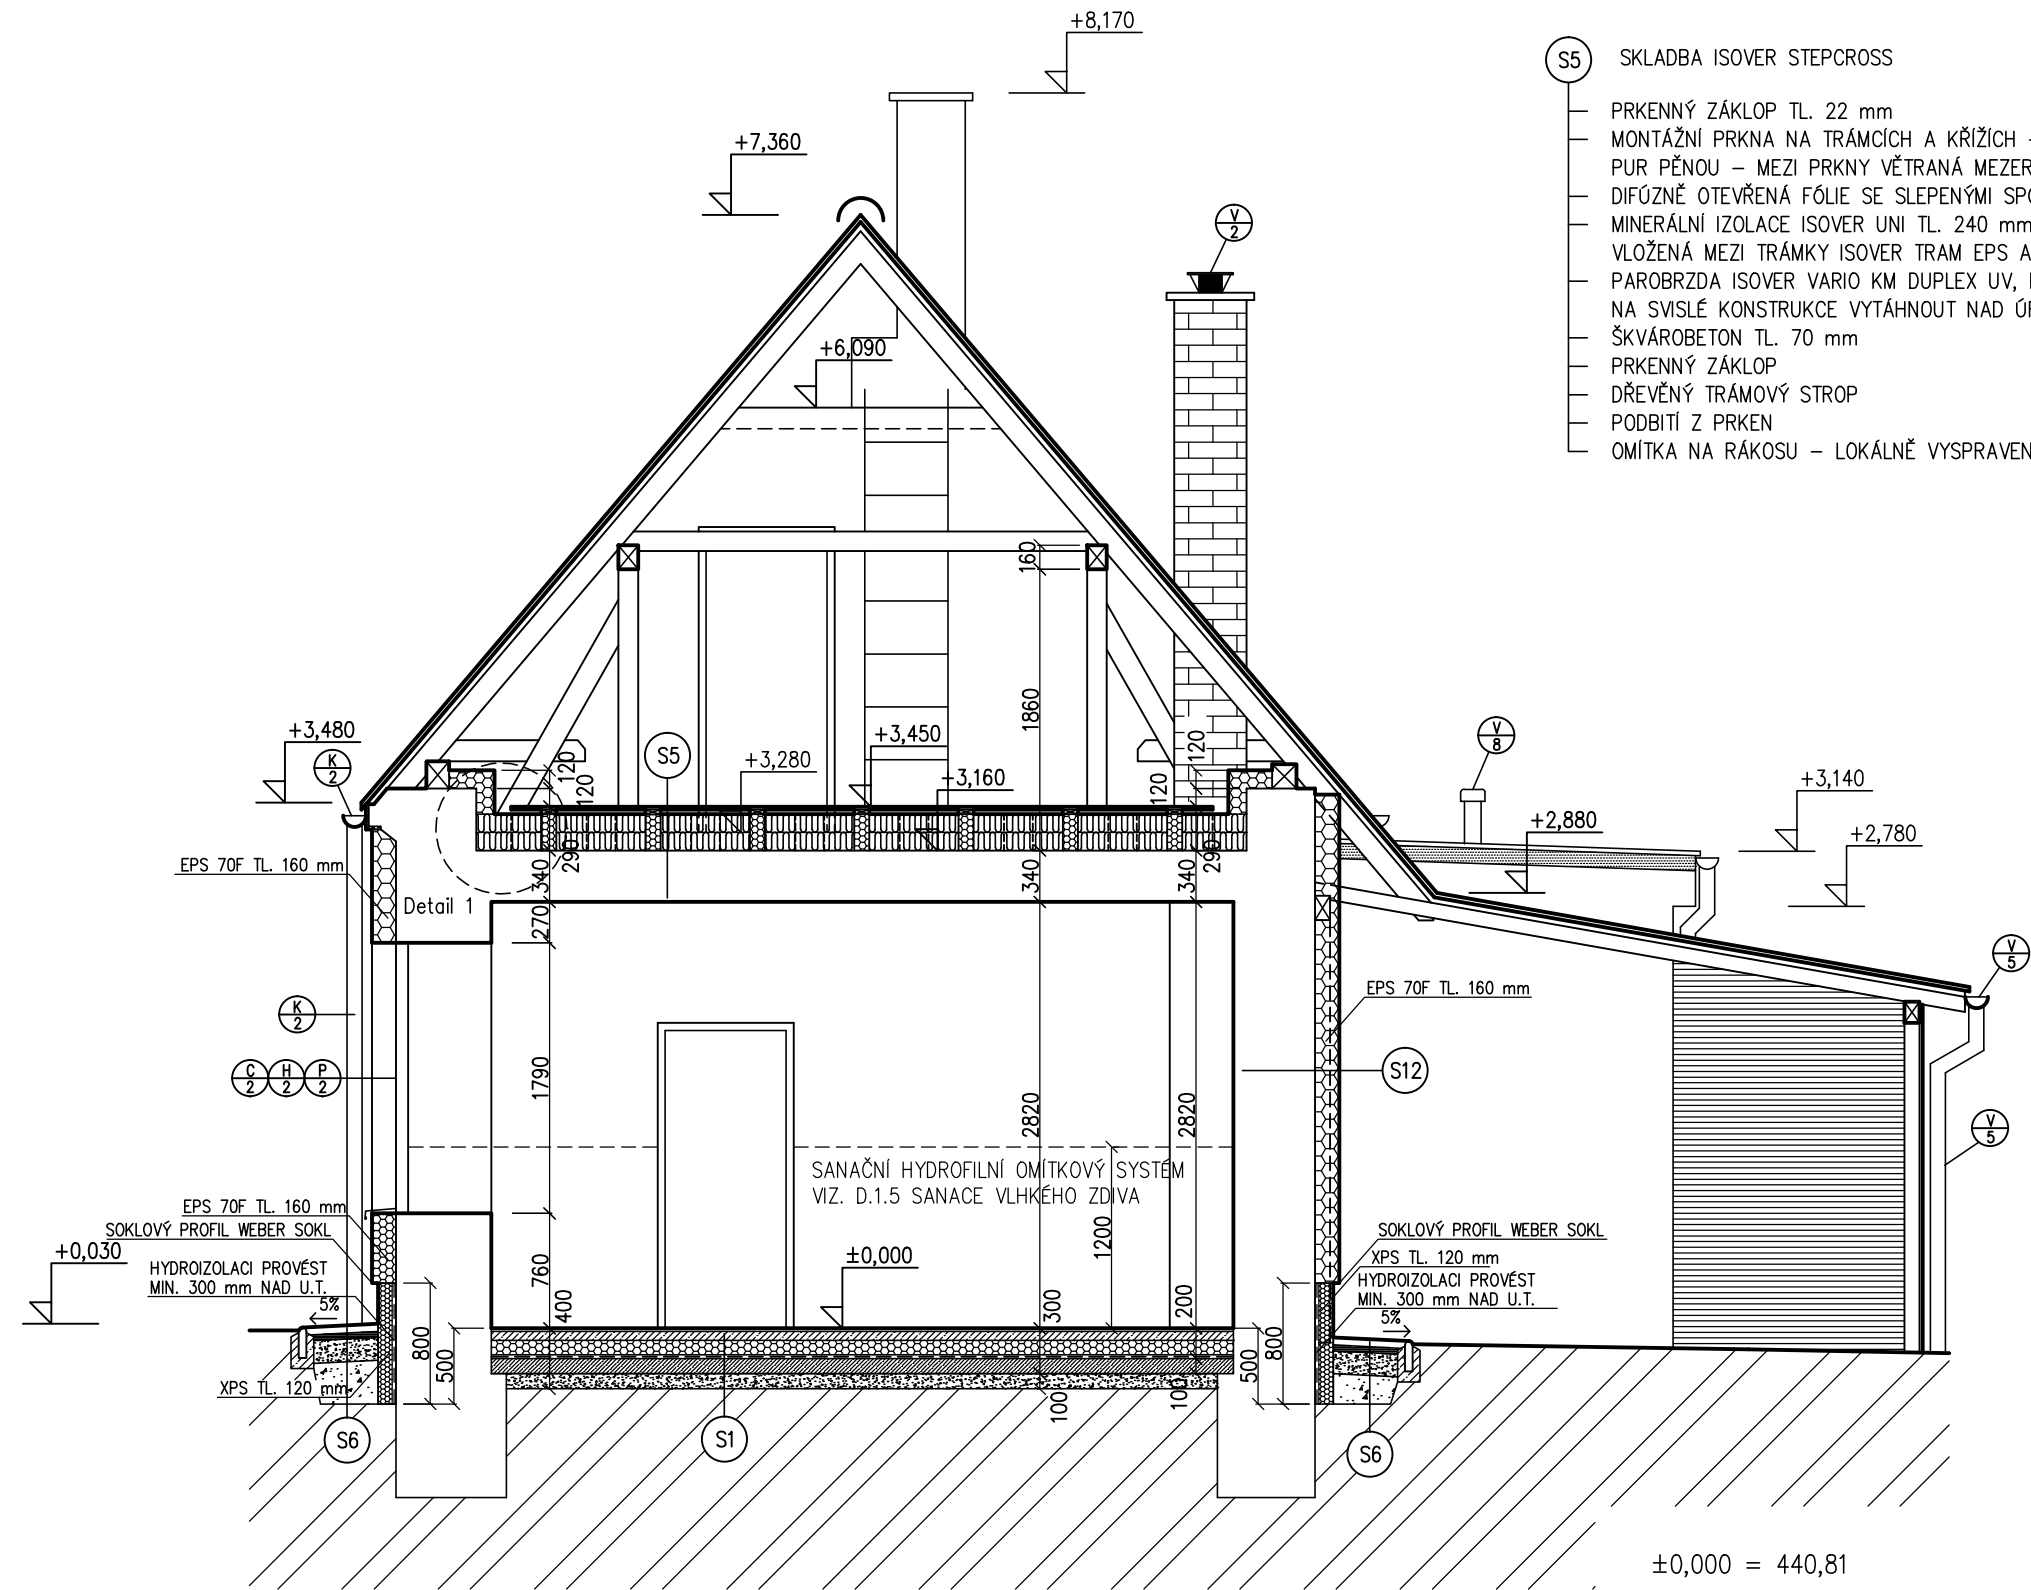 +8,170
S5 SKLADBA ISOVER STEPCROSS
PRKENNÝ ZÁKLOP TL. 22 mm
MONTÁŽNÍ PRKNA NA TRÁMCÍCH A KŘÍŽÍCH -
PUR PĚNOU – MEZI PRKNY VĚTRANÁ MEZER
DIFÚZNĚ OTEVŘENÁ FÓLIE SE SLEPENÝMI
MINERÁLNÍ IZOLACE ISOVER UNI TL. 240 mm
VLOŽENÁ MEZI TRÁMKY ISOVER TRAM EPS A
PAROBRZDA ISOVER VARIO KM DUPLEX UV,
NA SVISLÉ KONSTRUKCE VYTÁHNOUT NAD
ŠKVÁROBETON TL. 70 mm
PRKENNÝ ZÁKLOP
DŘEVĚNÝ TRÁMOVÝ STROP
PODBITÍ Z PRKEN
OMÍTKA NA RÁKOSU – LOKÁLNĚ VYSPRAVEN
+7,360
V
2
+6,090
160
1860
+3,480
K
2
120
120
S5
+3,280
+3,450
+3,160
120
120
V
8
+3,140
+2,880
+2,780
EPS 70F TL. 160 mm
Detail 1
340
290
270
340
340
290
V
5
EPS 70F TL. 160 mm
K
2
C
2
H
2
P
2
1790
2820
2820
S12
V
5
SANAČNÍ HYDROFILNÍ OMÍTKOVÝ SYSTÉM
VIZ. D.1.5 SANACE VLHKÉHO ZDIVA
1200
EPS 70F TL. 160 mm
SOKLOVÝ PROFIL WEBER SOKL
+0,030
HYDROIZOLACI PROVÉST
MIN. 300 mm NAD U.T.
5%
760
400
±0,000
300
200
SOKLOVÝ PROFIL WEBER SOKL
XPS TL. 120 mm
HYDROIZOLACI PROVÉST
MIN. 300 mm NAD U.T.
5%
800
500
500
800
XPS TL. 120 mm
100
100
S6
S1
S6
±0,000 = 440,81